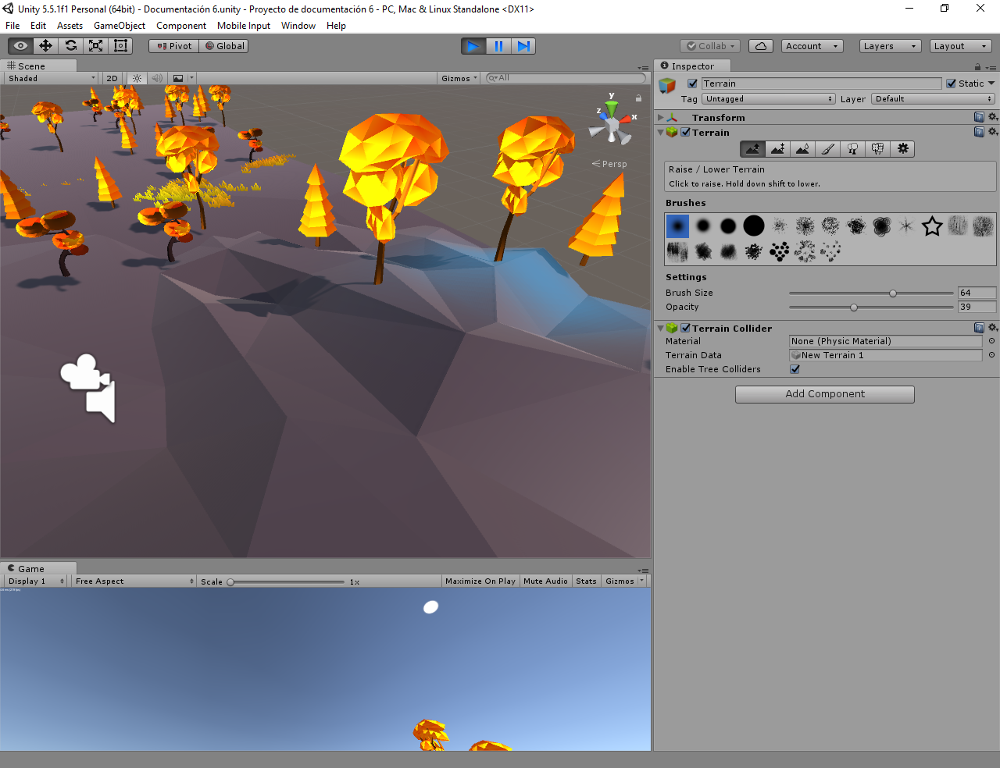 Unity 5.5.1f1 Personal (64bit) - Documentación 6.unity - Proyecto de documentación 6 - PC, Mac & Linux Standalone <DX11>
File Edit Assets GameObject Component Mobile Input Window Help
Pivot Global Collab Account Layers Layout
Scene
Shaded 2D Gizmos All
y
z x
Persp
Game
Display 1 Free Aspect Scale 1x Maximize On Play Mute Audio Stats Gizmos
Inspector
Terrain Static
Tag Untagged Layer Default
Transform
Terrain
Raise / Lower Terrain
Click to raise. Hold down shift to lower.
Brushes
Settings
Brush Size 64
Opacity 39
Terrain Collider
Material None (Physic Material)
Terrain Data New Terrain 1
Enable Tree Colliders
Add Component